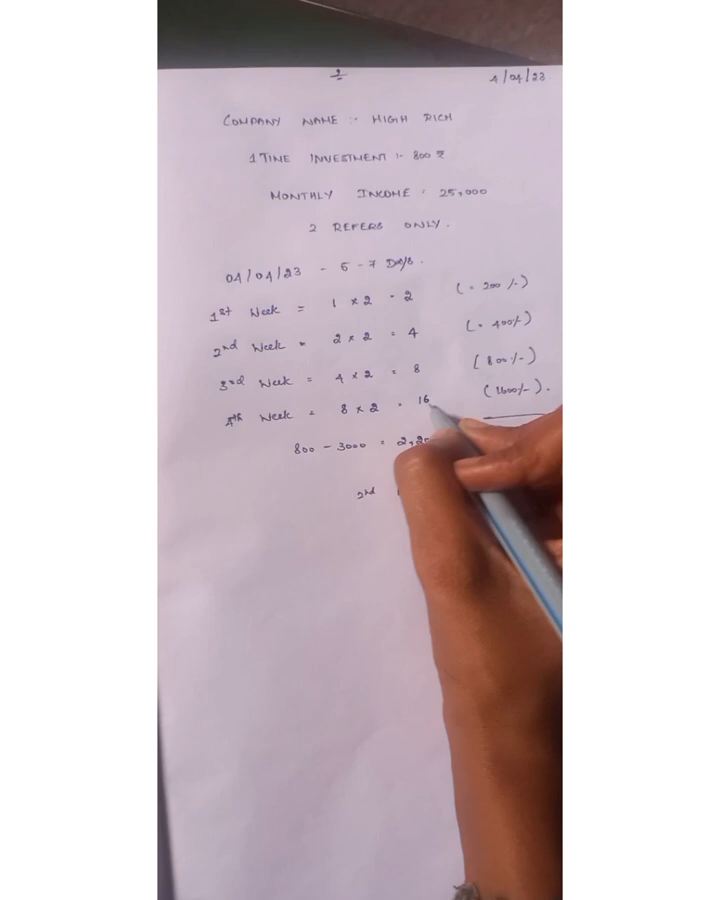 2
4/04/23
COMPANY NAME :- HIGH RICH
1 TIME INVESTMENT :- 800 ₹
MONTHLY INCOME : 25,000
2 REFERS ONLY.
04/04/23 - 5 - 7 Days.
1st Week = 1 x 2 = 2 (= 200/-)
2nd Week = 2 x 2 = 4 (= 400/-)
3rd Week = 4 x 2 = 8 (800/-)
4th Week = 8 x 2 = 16 (1600/-).
800 - 3000 =
2nd